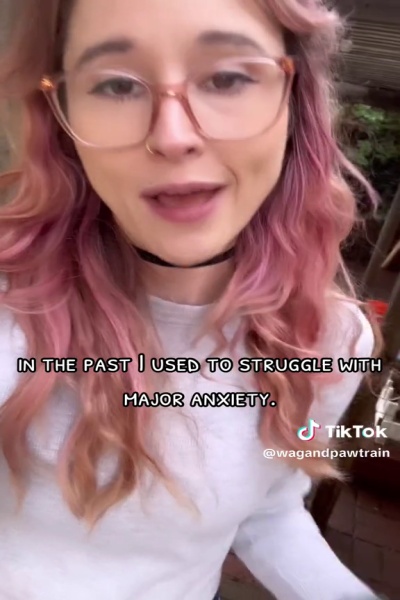 IN THE PAST I USED TO STRUGGLE WITH
MAJOR ANXIETY.
TikTok
@wagandpawtrain